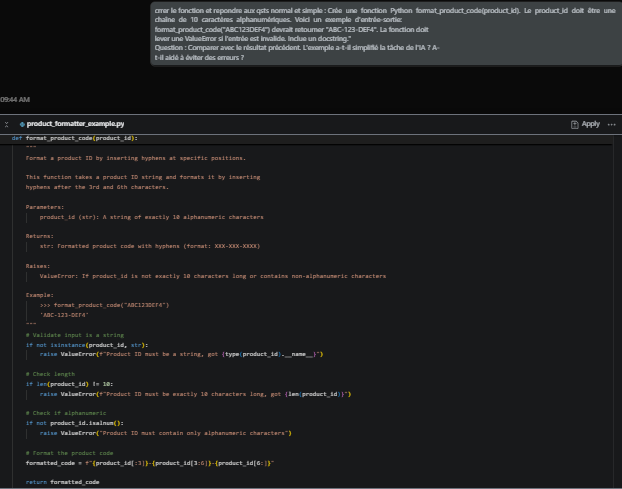 crrer le fonction et repondre aux qsts normal et simple : Crée une fonction Python format_product_code(product_id). Le product_id doit être une
chaîne de 10 caractères alphanumériques. Voici un exemple d'entrée-sortie:
format_product_code("ABC123DEF4") devrait retourner "ABC-123-DEF4". La fonction doit
lever une ValueError si l'entrée est invalide. Inclue un docstring."
Question : Comparer avec le résultat précédent. L'exemple a-t-il simplifié la tâche de l'IA ? A-
t-il aidé à éviter des erreurs ?
09:44 AM
product_formatter_example.py
Apply
def format_product_code(product_id):
"""
Format a product ID by inserting hyphens at specific positions.
This function takes a product ID string and formats it by inserting
hyphens after the 3rd and 6th characters.
Parameters:
product_id (str): A string of exactly 10 alphanumeric characters
Returns:
str: Formatted product code with hyphens (format: XXX-XXX-XXXX)
Raises:
ValueError: If product_id is not exactly 10 characters long or contains non-alphanumeric characters
Example:
>>> format_product_code("ABC123DEF4")
'ABC-123-DEF4'
"""
# Validate input is a string
if not isinstance(product_id, str):
raise ValueError(f"Product ID must be a string, got {type(product_id).__name__}")
# Check length
if len(product_id) != 10:
raise ValueError(f"Product ID must be exactly 10 characters long, got {len(product_id)}")
# Check if alphanumeric
if not product_id.isalnum():
raise ValueError("Product ID must contain only alphanumeric characters")
# Format the product code
formatted_code = f"{product_id[:3]}-{product_id[3:6]}-{product_id[6:]}"
return formatted_code